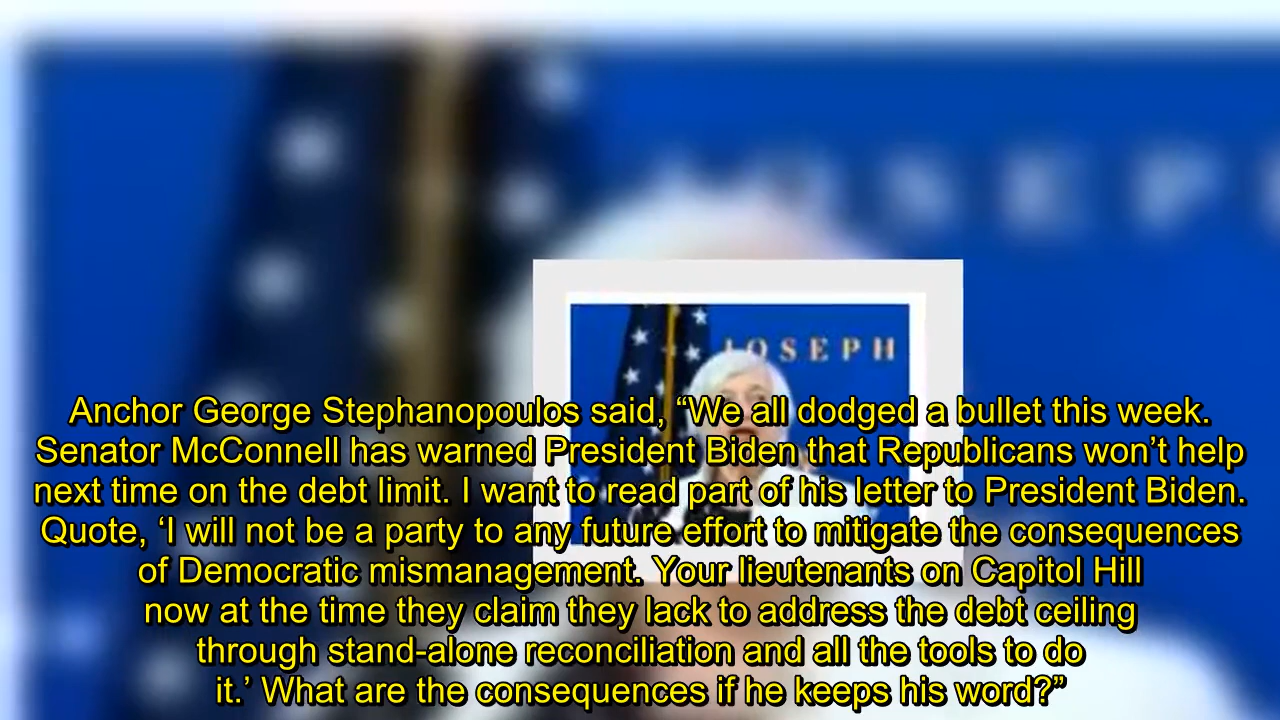 JOSEP
JOSEPH
Anchor George Stephanopoulos said, “We all dodged a bullet this week.
Senator McConnell has warned President Biden that Republicans won’t help
next time on the debt limit. I want to read part of his letter to President Biden.
Quote, ‘I will not be a party to any future effort to mitigate the consequences
of Democratic mismanagement. Your lieutenants on Capitol Hill
now at the time they claim they lack to address the debt ceiling
through stand-alone reconciliation and all the tools to do
it.’ What are the consequences if he keeps his word?”